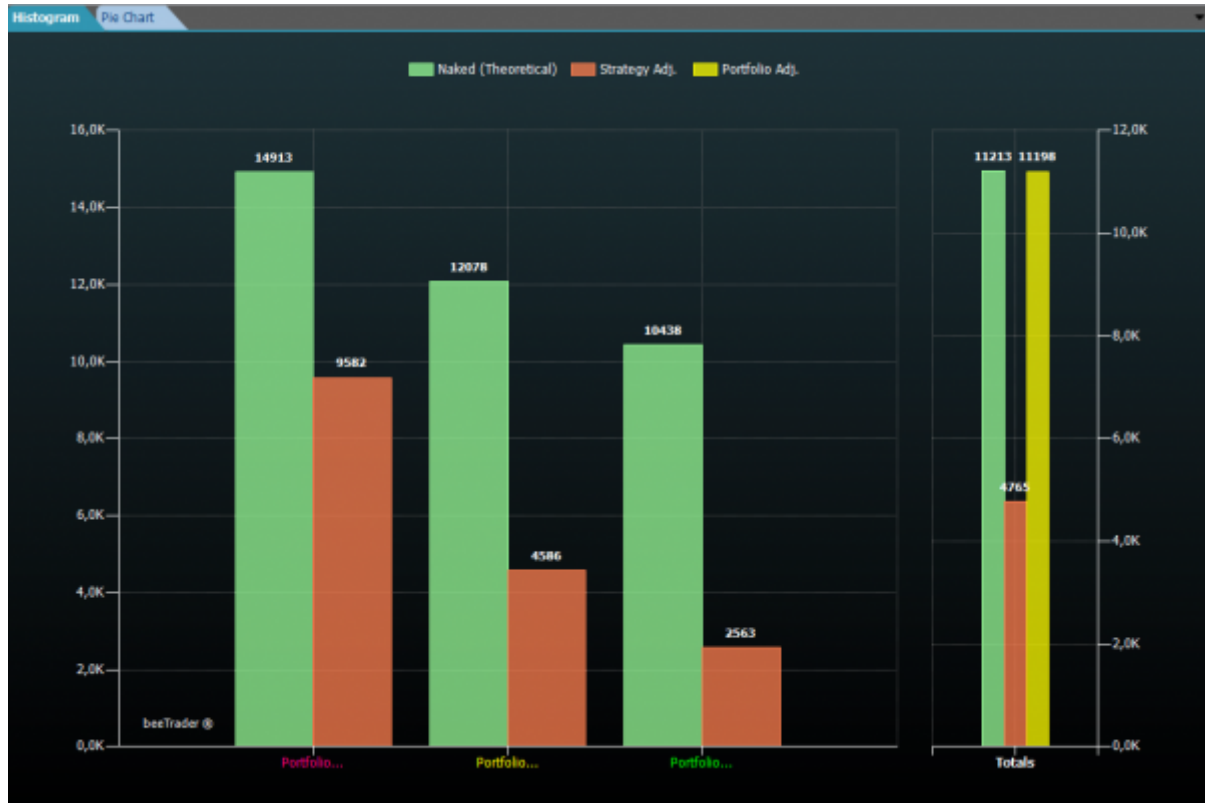 Histogram Pie Chart
Naked (Theoretical) Strategy Adj. Portfolio Adj.
16,0K 12,0K
14913 11213 11198
14,0K
10,0K
12078
12,0K
10438 8,0K
10,0K 9582
8,0K 6,0K
4765
6,0K
4586 4,0K
4,0K
2563 2,0K
2,0K
beeTrader ®
0,0K 0,0K
Portfolio... Portfolio... Portfolio... Totals